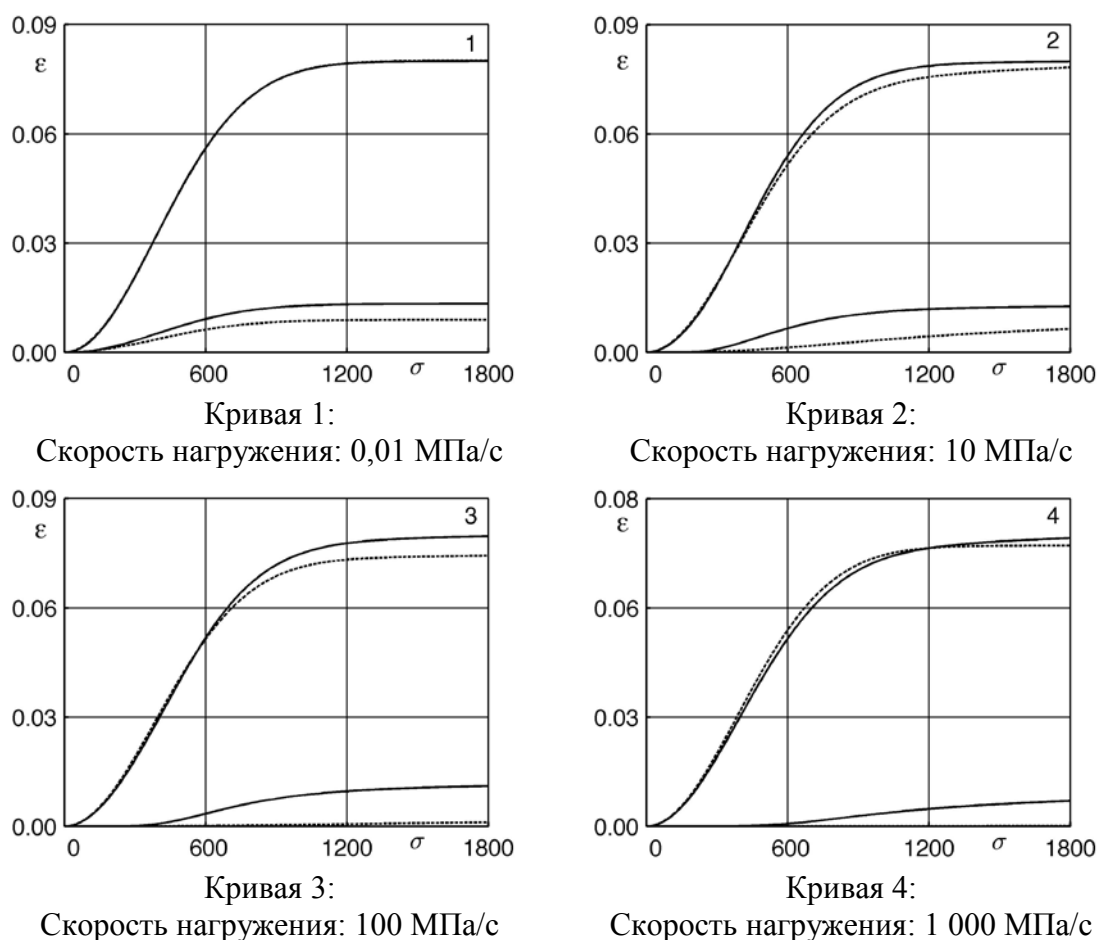 0.09
ε
1
0.06
0.03
0.00
0 600 1200 σ 1800
Кривая 1:
Скорость нагружения: 0,01 МПа/с
0.09
ε
2
0.06
0.03
0.00
0 600 1200 σ 1800
Кривая 2:
Скорость нагружения: 10 МПа/с
0.09
ε
3
0.06
0.03
0.00
0 600 1200 σ 1800
Кривая 3:
Скорость нагружения: 100 МПа/с
0.08
ε
4
0.06
0.03
0.00
0 600 1200 σ 1800
Кривая 4:
Скорость нагружения: 1 000 МПа/с